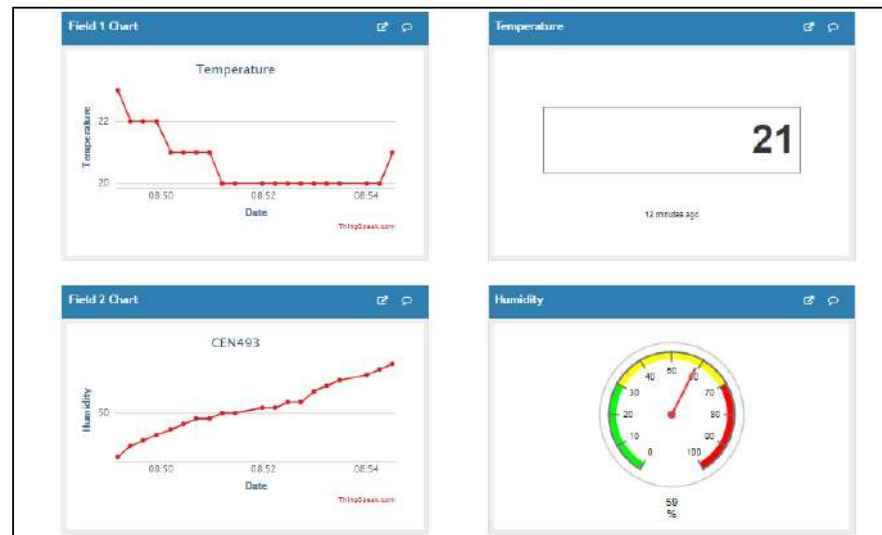 Field 1 Chart
Temperature
Temperature
22
20
08:50
08:52
08:54
Date
ThingSpeak.com
Temperature
21
12 minutes ago
Field 2 Chart
CEN493
Humidity
50
08:50
08:52
08:54
Date
ThingSpeak.com
Humidity
0
10
20
30
40
50
60
70
80
90
100
59
%